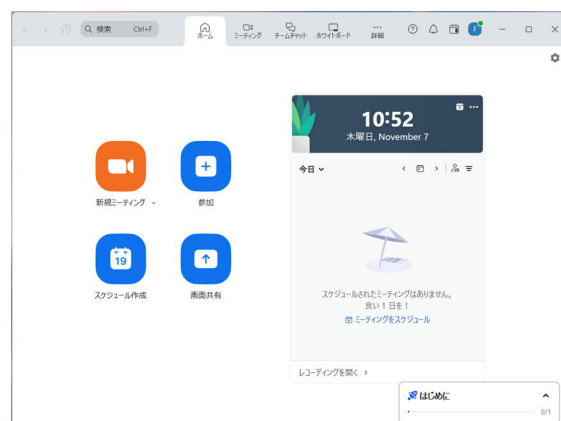 検索 Ctrl+F
ホーム
ミーティング
チームチャット
ホワイトボード
詳細
F
10:52
木曜日, November 7
今日
新規ミーティング
参加
19
スケジュール作成
画面共有
スケジュールされたミーティングはありません。
良い 1 日を！
ミーティングをスケジュール
レコーディングを開く
はじめに
0/1